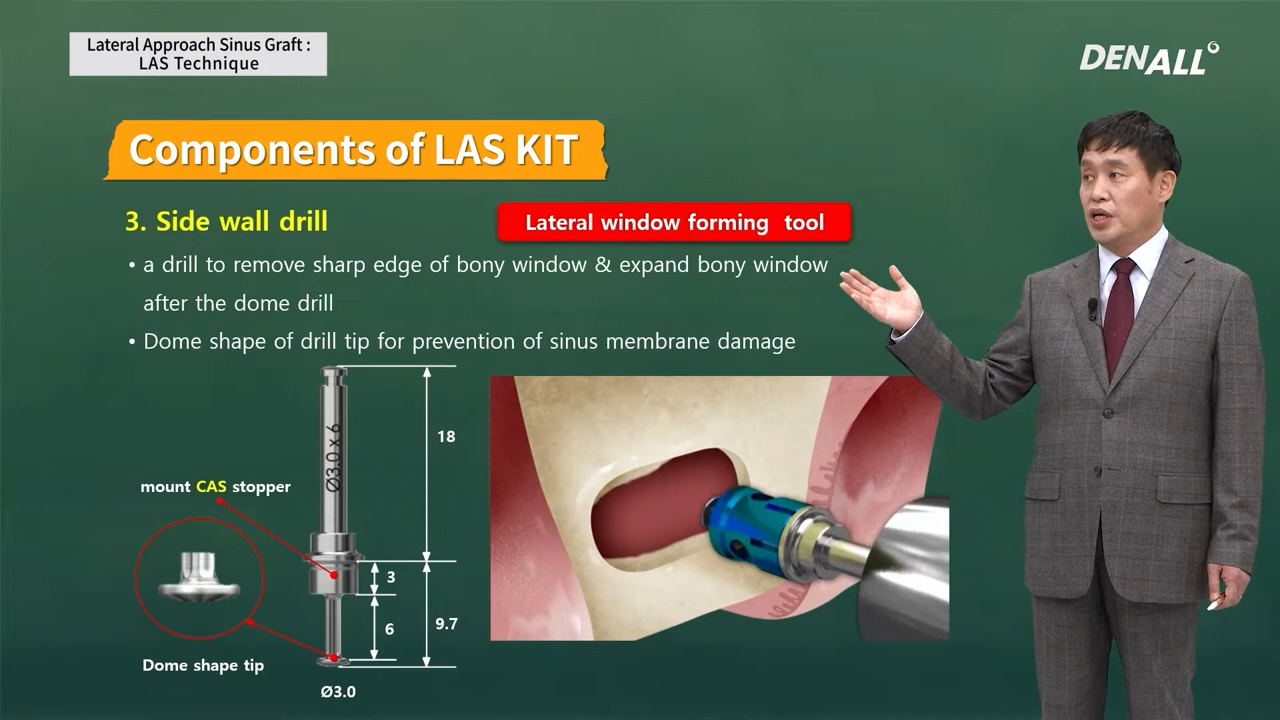 Lateral Approach Sinus Graft :
LAS Technique
DENALL
Components of LAS KIT
3. Side wall drill
Lateral window forming tool
• a drill to remove sharp edge of bony window & expand bony window
after the dome drill
• Dome shape of drill tip for prevention of sinus membrane damage
Ø3.0 x 6
18
mount CAS stopper
3
6
9.7
Dome shape tip
Ø3.0